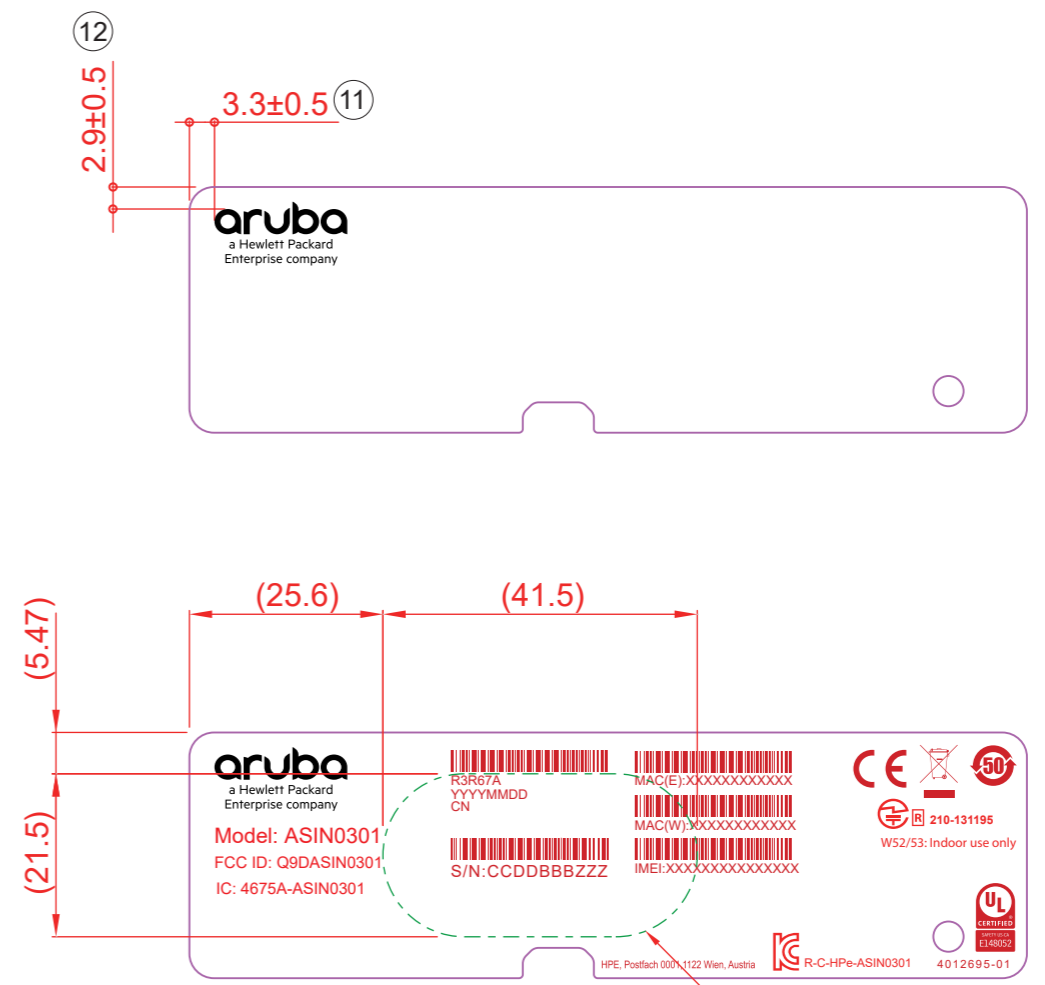 12
2.9±0.5
3.3±0.5 11
aruba
a Hewlett Packard
Enterprise company
(25.6)
(41.5)
(5.47)
(21.5)
aruba
a Hewlett Packard
Enterprise company
Model: ASIN0301
FCC ID: Q9DASIN0301
IC: 4675A-ASIN0301
R3R67A
YYYYMMDD
CN
S/N:CCDDBBBZZZ
MAC(E):XXXXXXXXXXXX
MAC(W):XXXXXXXXXXXX
IMEI:XXXXXXXXXXXXXXX
CE
50
R 210-131195
W52/53: Indoor use only
UL
CERTIFIED
SAFETY US CA
E148052
HPE, Postfach 0001,1122 Wien, Austria
R-C-HPe-ASIN0301
4012695-01